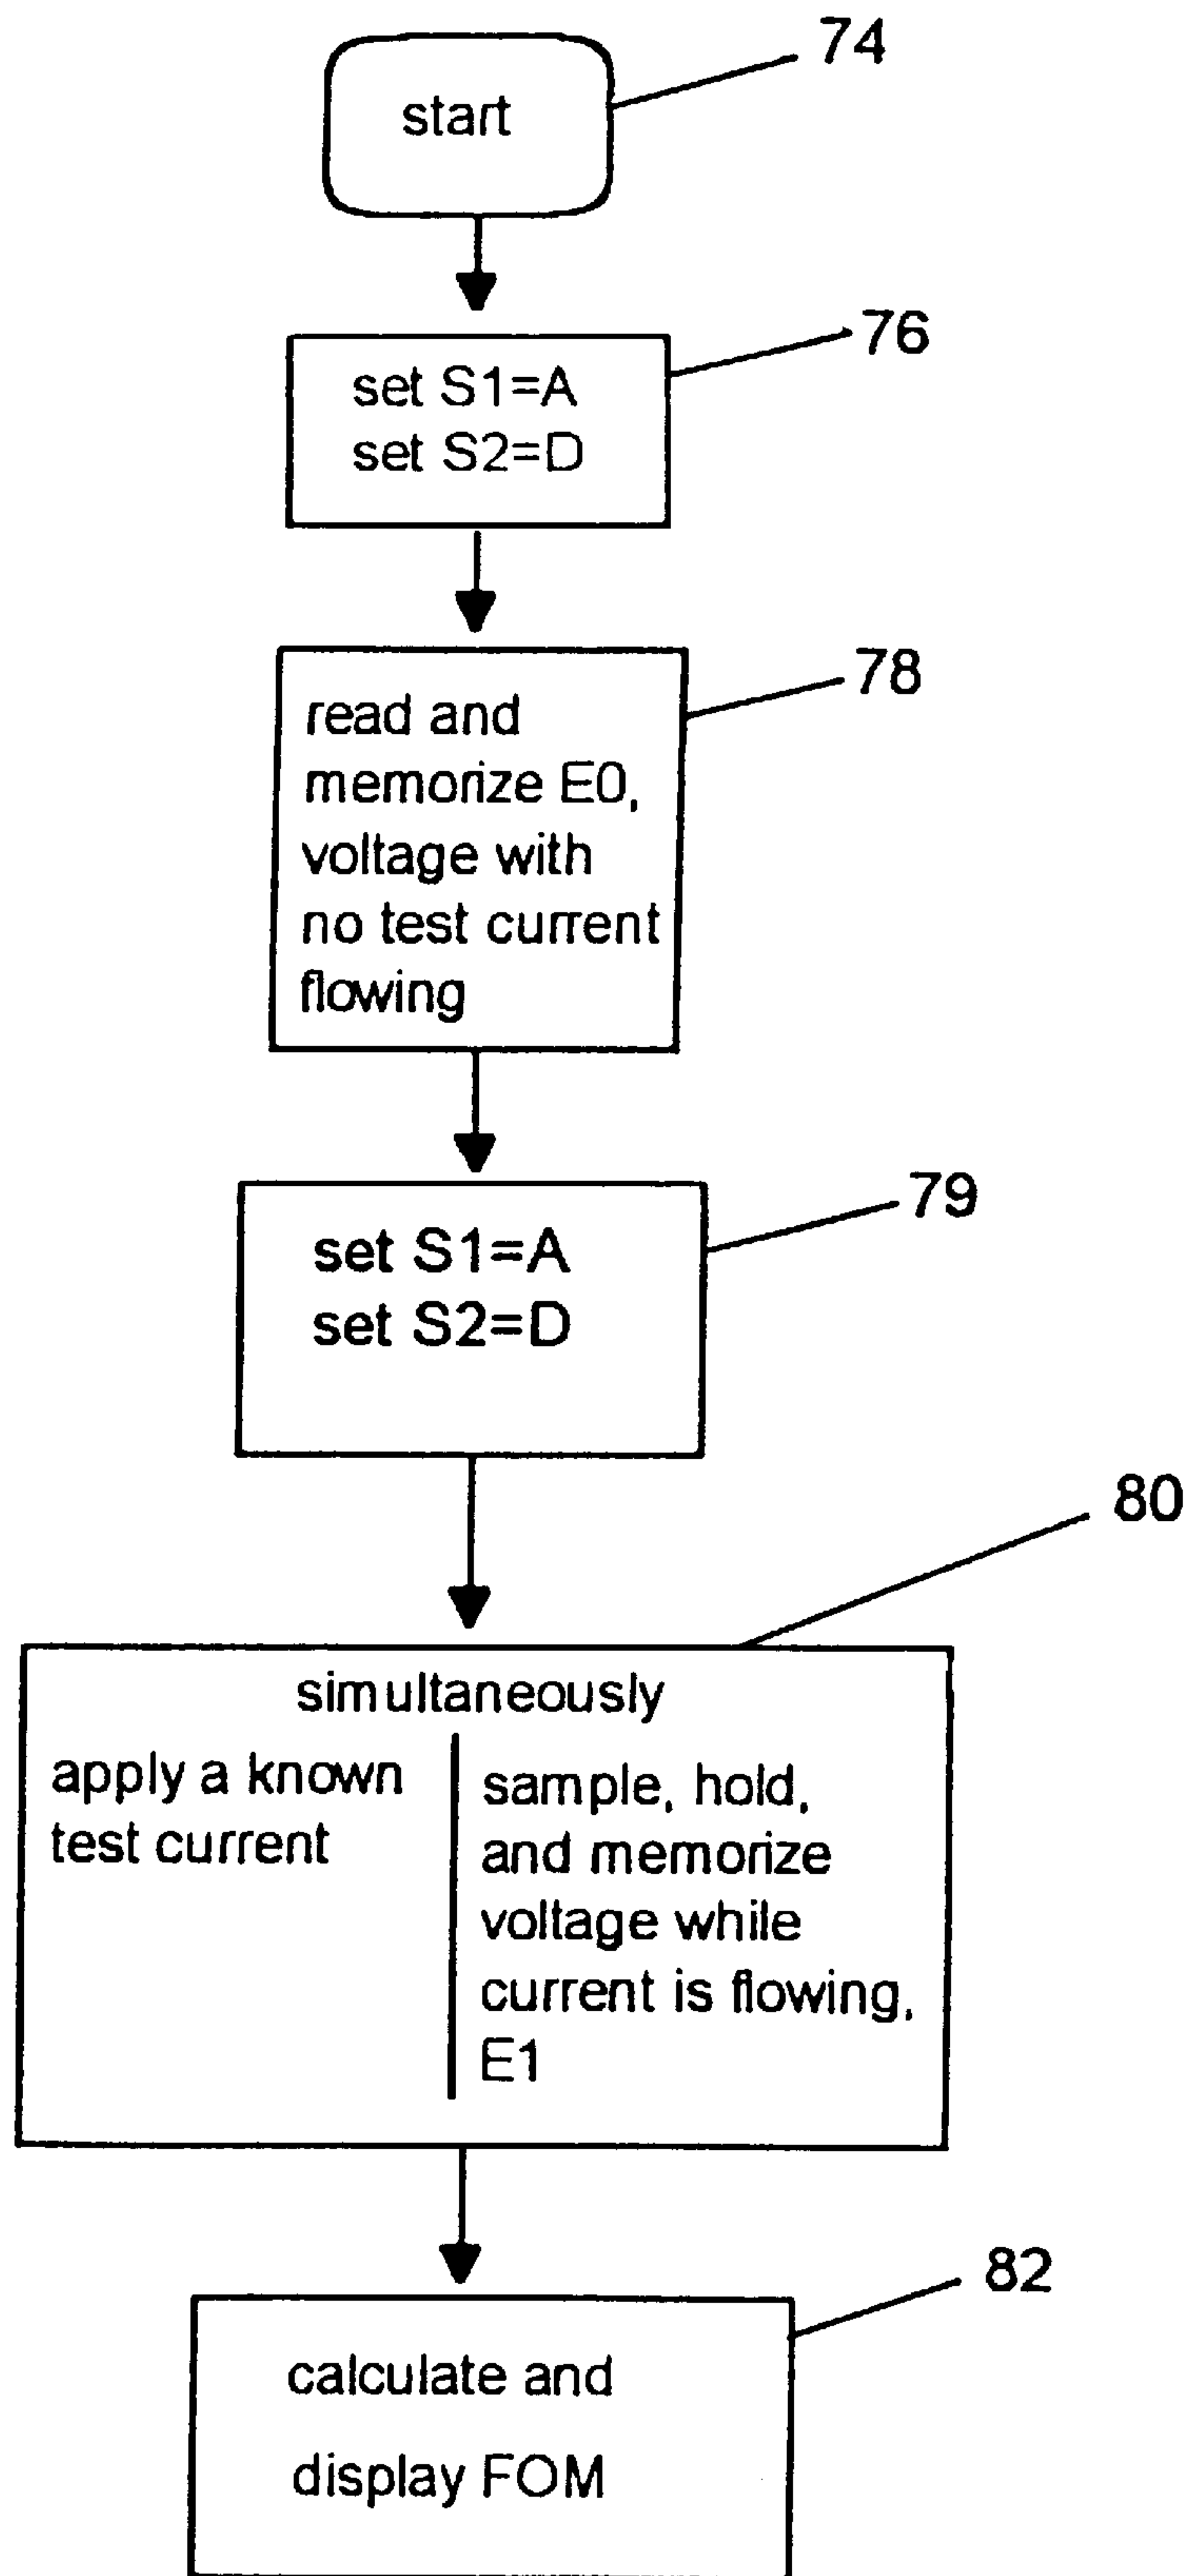 start
74
set S1=A
set S2=D
76
read and
memorize E0,
voltage with
no test current
flowing
78
set S1=A
set S2=D
79
80
simultaneously
apply a known
test current
sample, hold,
and memorize
voltage while
current is flowing,
E1
82
calculate and
display FOM